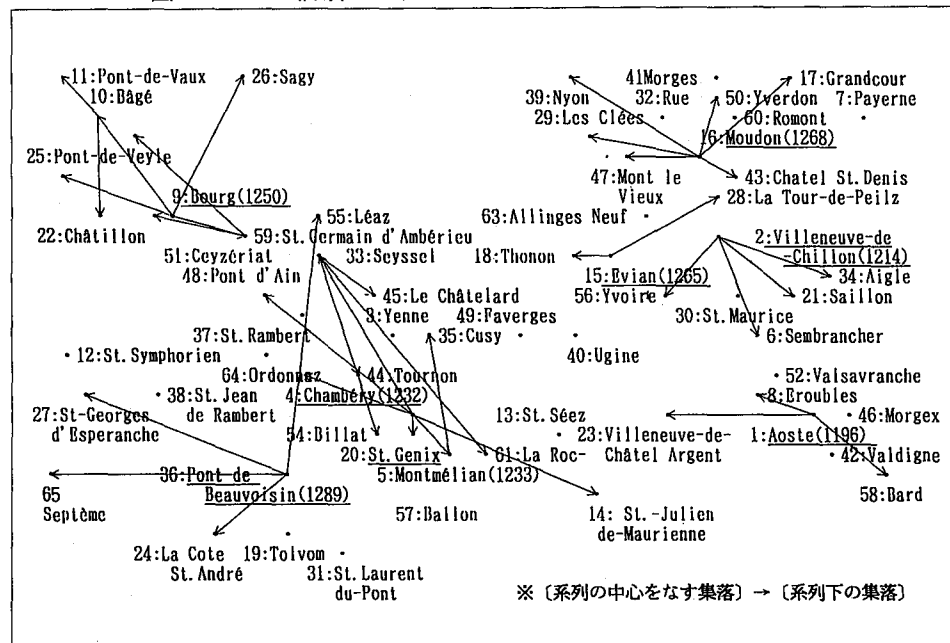 11:Pont-de-Vaux
10:Bâgé
26:Sagy
25:Pont-de-Veyle
9:Bourg(1250)
22:Châtillon
55:Léaz
59:St.Germain d'Ambérieu
51:Ceyzériat
33:Seyssel
48:Pont d'Ain
45:Le Châtelard
3:Yenne
49:Faverges
37:St.Rambert
35:Cusy
12:St.Symphorien
40:Ugine
64:Ordonnaz
44:Tournon
38:St.Jean
de Rambert
4:Chambéry(1232)
27:St-Georges
d'Esperanche
54:Billat
20:St.Genix
61:La Roc-
36:Pont de
Beauvoisin(1289)
5:Montmélian(1233)
65
Septème
57:Ballon
14: St.-Julien
de-Maurienne
24:La Cote
St.André
19:Tolvom
31:St.Laurent
du-Pont
41Morges
17:Grandcour
39:Nyon
32:Rue
50:Yverdon
7:Payerne
29:Los Clées
60:Romont
16:Moudon(1268)
47:Mont le
Vieux
43:Chatel St.Denis
28:La Tour-de-Peilz
63:Allinges Neuf
18:Thonon
2:Villeneuve-de
-Chillon(1214)
15:Evian(1265)
34:Aigle
56:Yvoire
21:Saillon
30:St.Maurice
6:Sembrancher
52:Valsavranche
8:Eroubles
13:St.Séez
46:Morgex
23:Villeneuve-de-
Châtel Argent
1:Aoste(1196)
42:Valdigne
58:Bard
※〔系列の中心をなす集落〕→〔系列下の集落〕